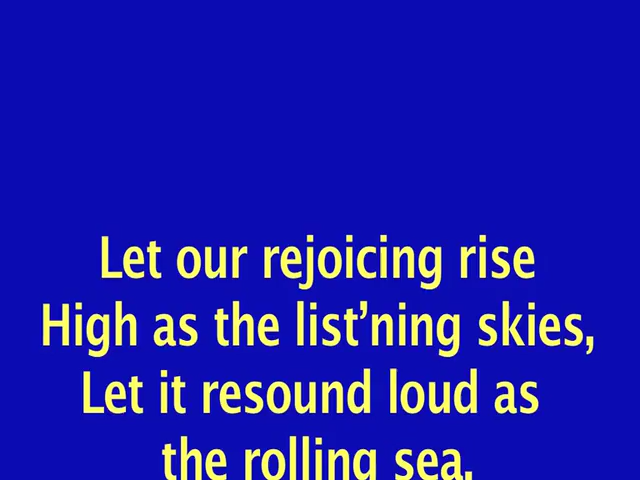 Let our rejoicing rise
High as the list’ning skies,
Let it resound loud as
the rolling sea.